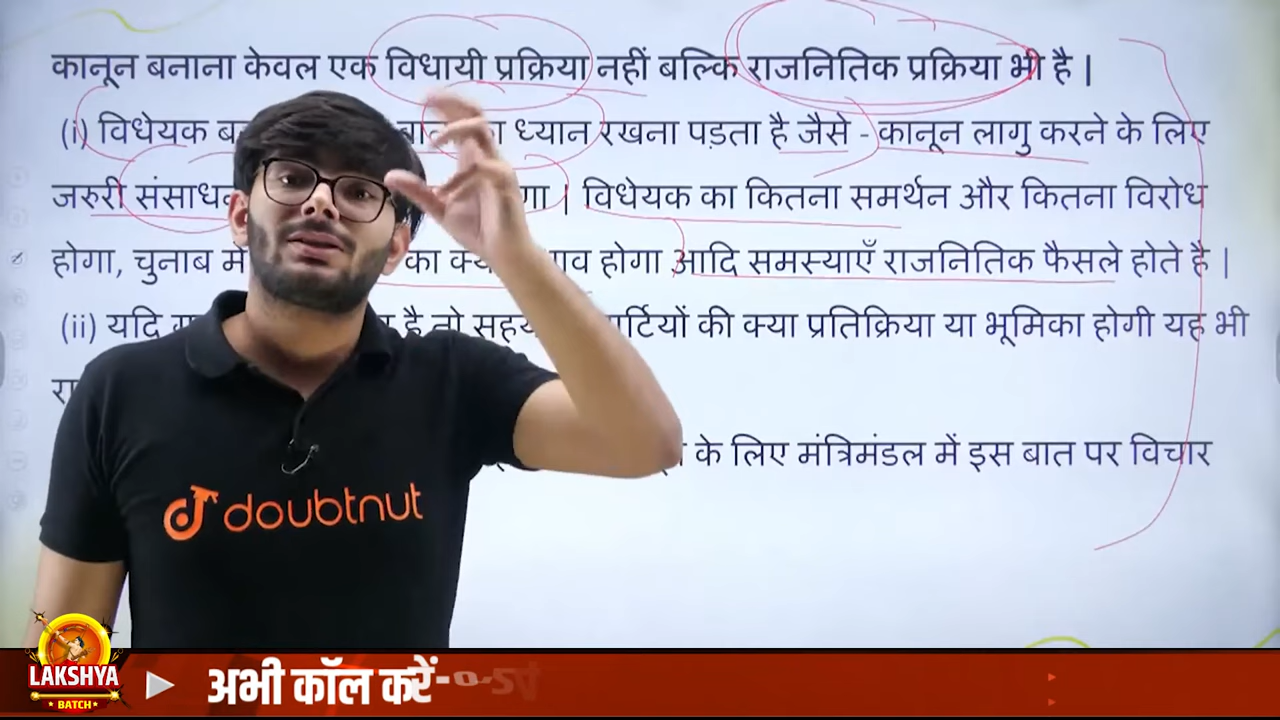 कानून बनाना केवल एक विधायी प्रक्रिया नहीं बल्कि राजनितिक प्रक्रिया भी है |
(i) विधेयक ध्यान रखना पड़ता है जैसे - कानून लागु करने के लिए
जरुरी | विधेयक का कितना समर्थन और कितना विरोध
होगा, चुनाव में का होगा आदि समस्याएँ राजनितिक फैसले होते है |
(ii) यदि है तो की क्या प्रतिक्रिया या भूमिका होगी यह भी
के लिए मंत्रिमंडल में इस बात पर विचार
doubtnut
LAKSHYA
BATCH
अभी कॉल करें-